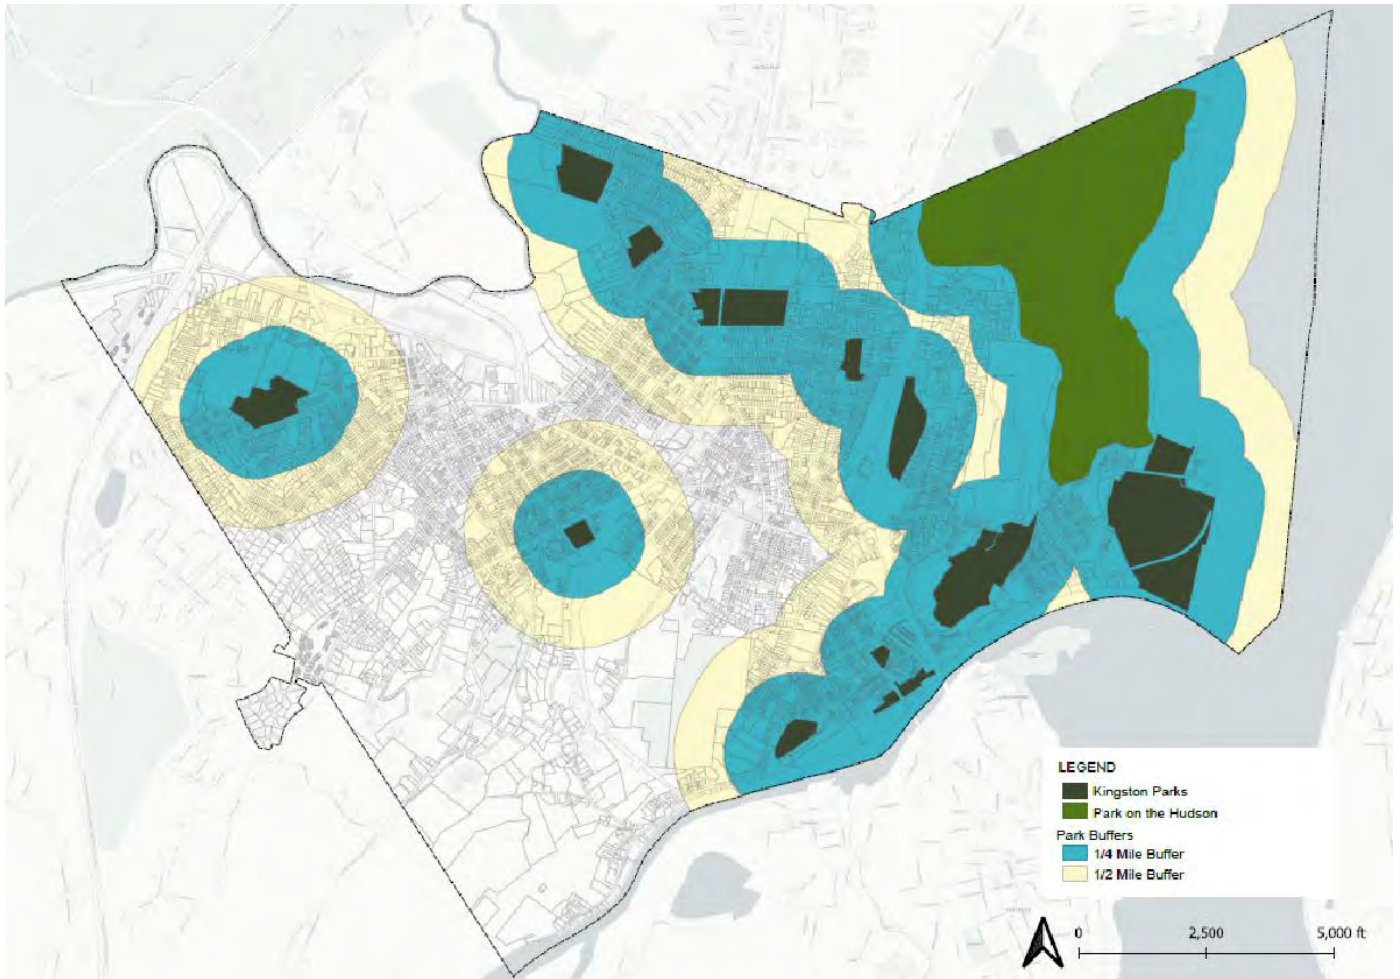 LEGEND
Kingston Parks
Park on the Hudson
Park Buffers
1/4 Mile Buffer
1/2 Mile Buffer
0 2,500 5,000 ft